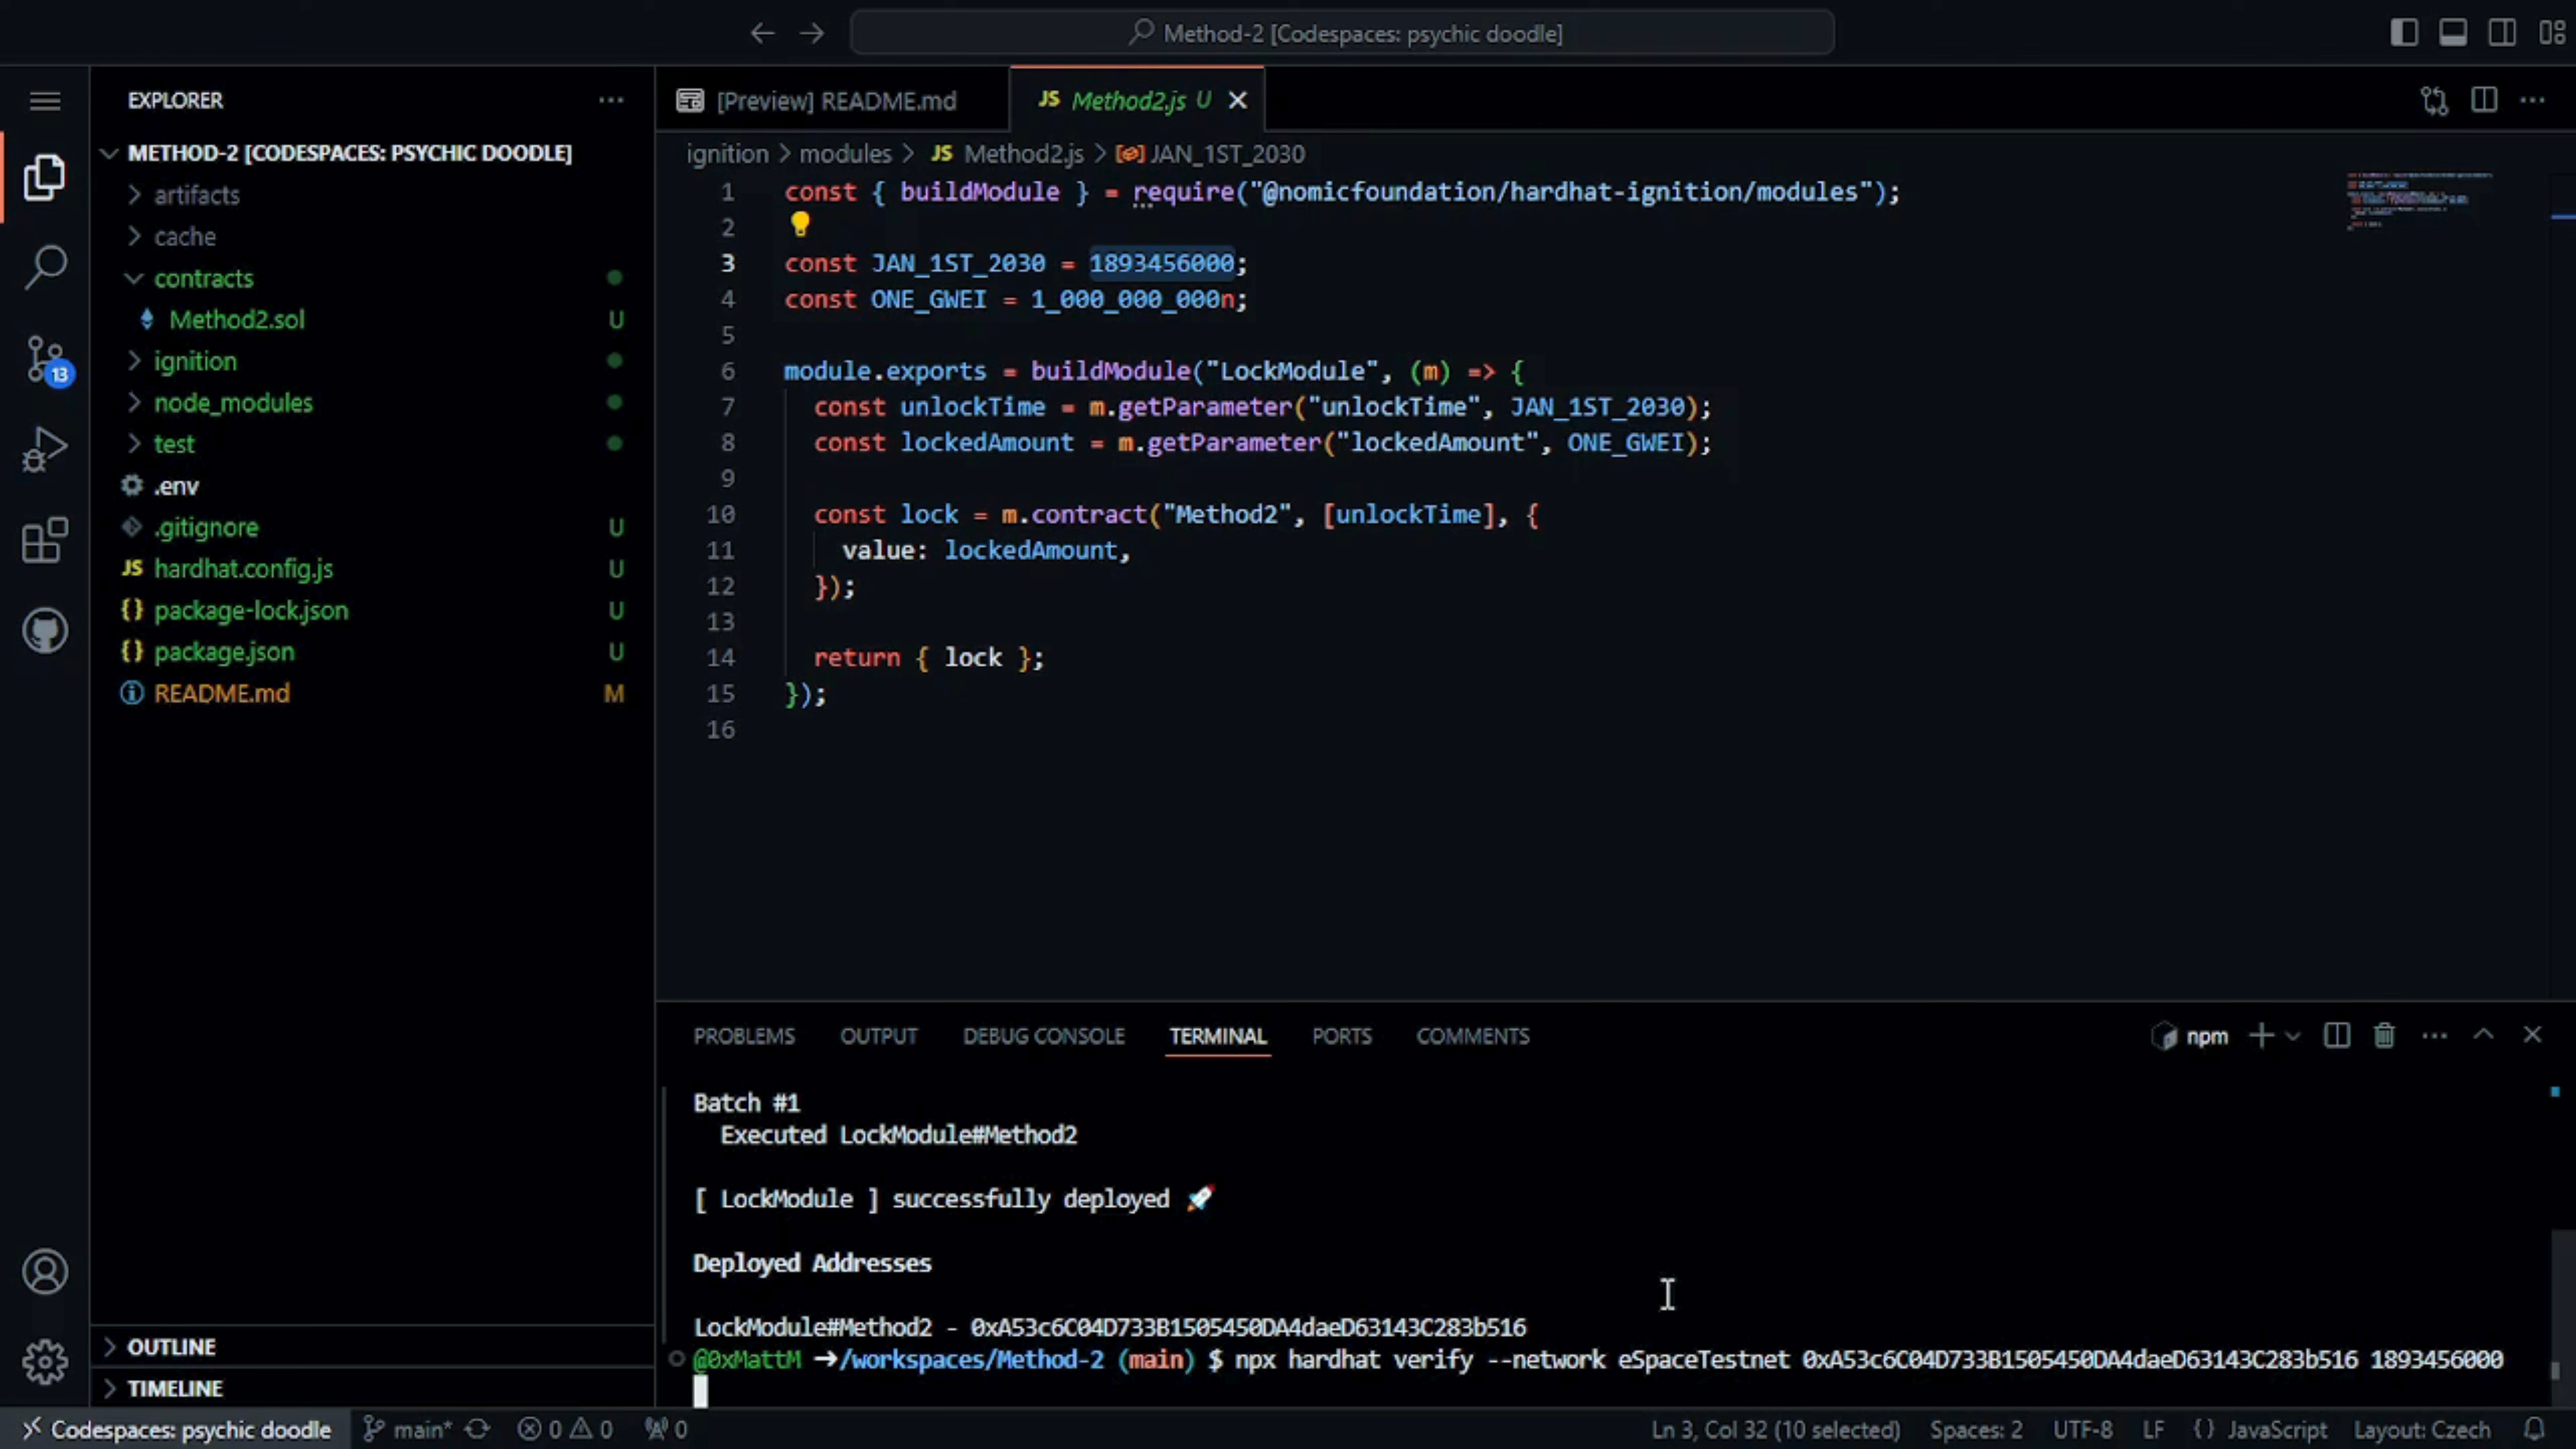 Method-2 [Codespaces: psychic doodle]
EXPLORER
[Preview] README.md
JS Method2.js U
METHOD-2 [CODESPACES: PSYCHIC DOODLE]
artifacts
cache
contracts
Method2.sol U
ignition
node_modules
test
.env
.gitignore U
JS hardhat.config.js U
{} package-lock.json U
{} package.json U
README.md M
13
OUTLINE
TIMELINE
ignition > modules > JS Method2.js > JAN_1ST_2030
1 const { buildModule } = require("@nomicfoundation/hardhat-ignition/modules");
2
3 const JAN_1ST_2030 = 1893456000;
4 const ONE_GWEI = 1_000_000_000n;
5
6 module.exports = buildModule("LockModule", (m) => {
7 const unlockTime = m.getParameter("unlockTime", JAN_1ST_2030);
8 const lockedAmount = m.getParameter("lockedAmount", ONE_GWEI);
9
10 const lock = m.contract("Method2", [unlockTime], {
11 value: lockedAmount,
12 });
13
14 return { lock };
15 });
16
PROBLEMS OUTPUT DEBUG CONSOLE TERMINAL PORTS COMMENTS npm
Batch #1
Executed LockModule#Method2
[ LockModule ] successfully deployed 🚀
Deployed Addresses
LockModule#Method2 - 0xA53c6C04D733B1505450DA4daeD63143C283b516
@0xMattM ➜/workspaces/Method-2 (main) $ npx hardhat verify --network eSpaceTestnet 0xA53c6C04D733B1505450DA4daeD63143C283b516 1893456000
Codespaces: psychic doodle main* 0 0 0 Ln 3, Col 32 (10 selected) Spaces: 2 UTF-8 LF {} JavaScript Layout: Czech